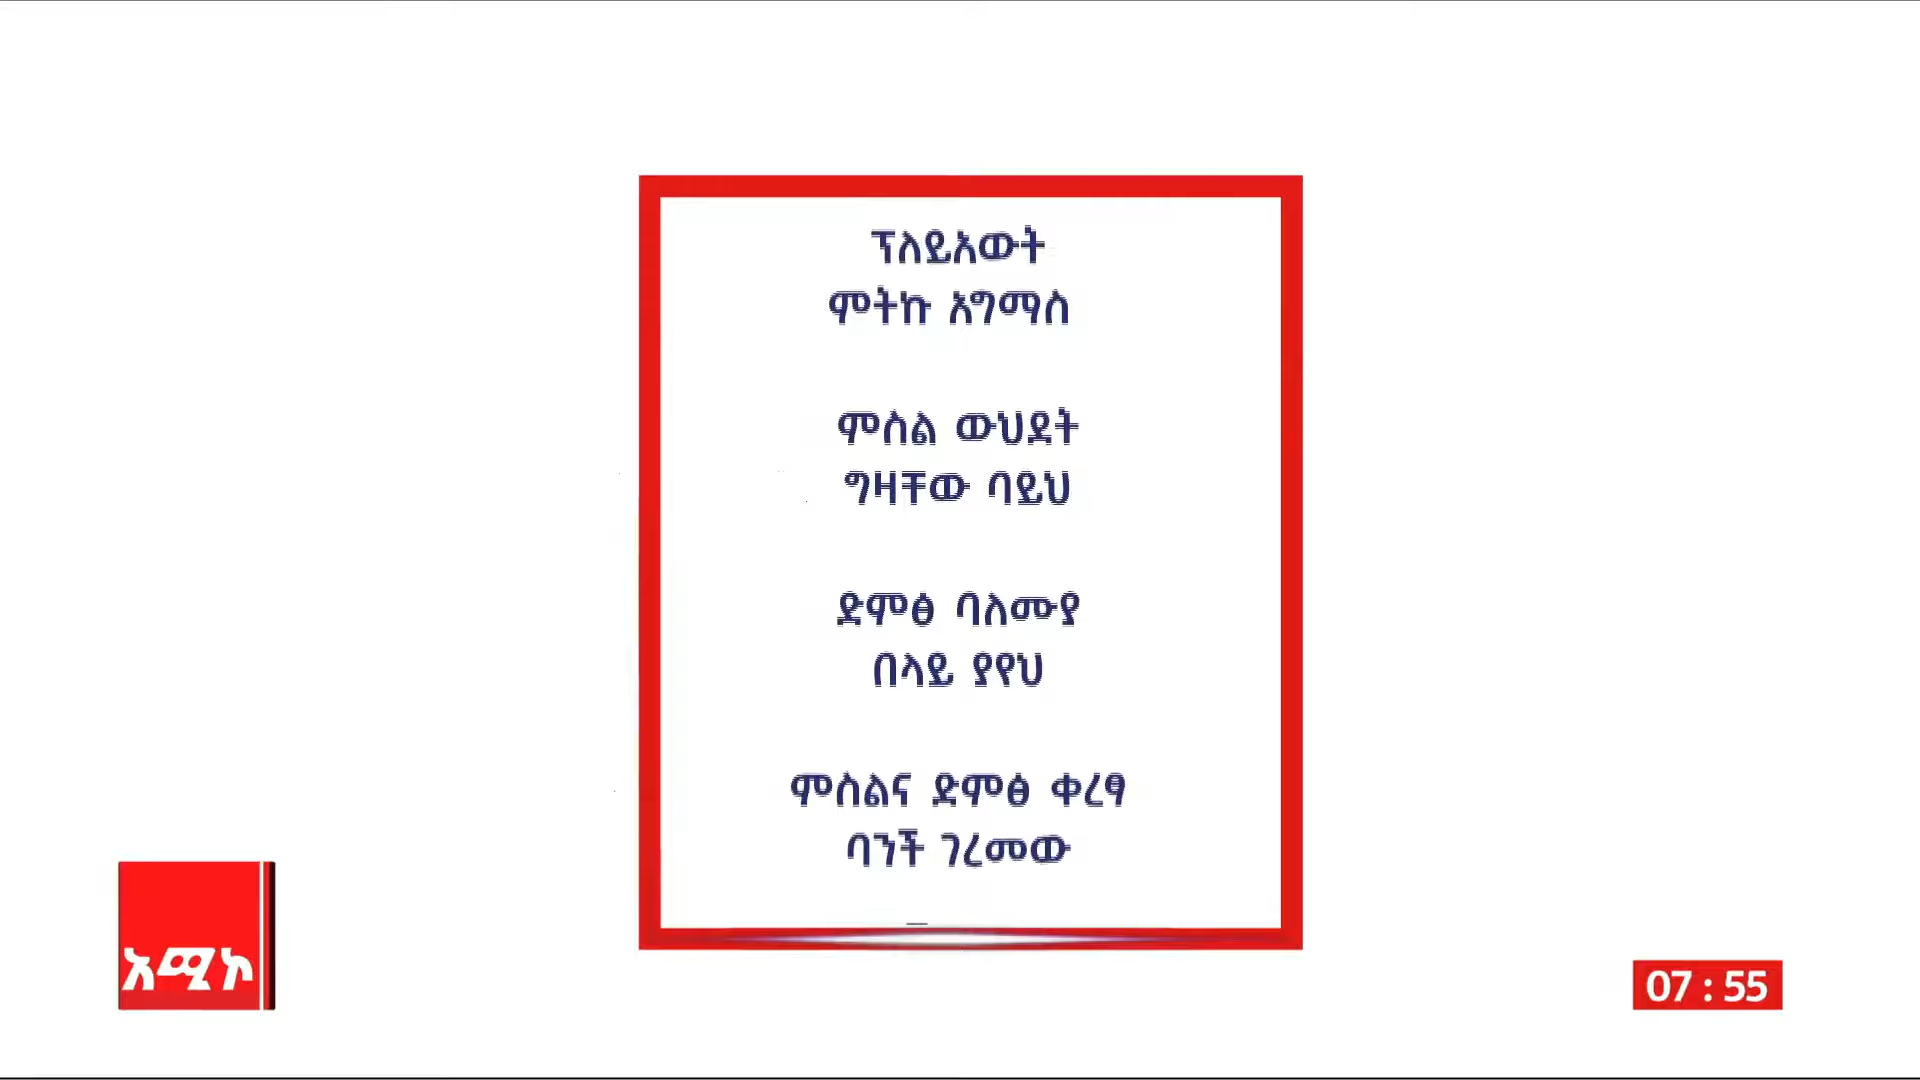 ፕለይአውት
ምትኩ አግማስ
ምስል ውህደት
ግዛቸው ባይህ
ድምፅ ባለሙያ
በላይ ያየህ
ምስልና ድምፅ ቀረፃ
ባንች ገረመው
አሚኮ
07 : 55